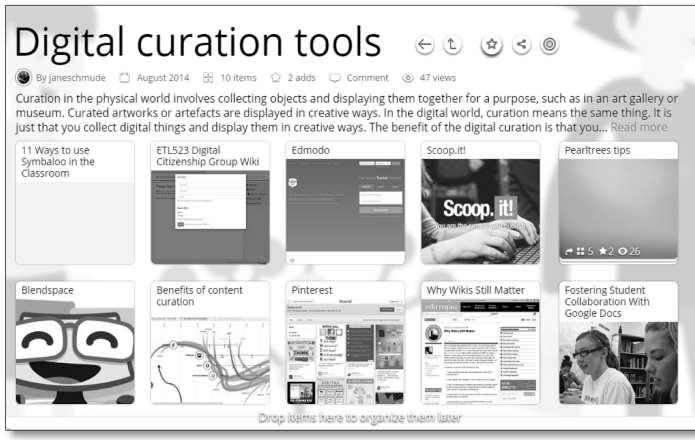 Digital curation tools
By janeschmude August 2014 10 items 2 adds Comment 47 views
Curation in the physical world involves collecting objects and displaying them together for a purpose, such as in an art gallery or
museum. Curated artworks or artefacts are displayed in creative ways. In the digital world, curation means the same thing. It is
just that you collect digital things and display them in creative ways. The benefit of the digital curation is that you... Read more
11 Ways to use
Symbaloo in the
Classroom
ETL523 Digital
Citizenship Group Wiki
Edmodo
Scoop.it!
Scoop.it!
Pearltrees tips
5 2 26
Blendspace
Benefits of content
curation
Pinterest
Why Wikis Still Matter
edutopia
Why Wikis Still Matter
Fostering Student
Collaboration With
Google Docs
Drop items here to organize them later